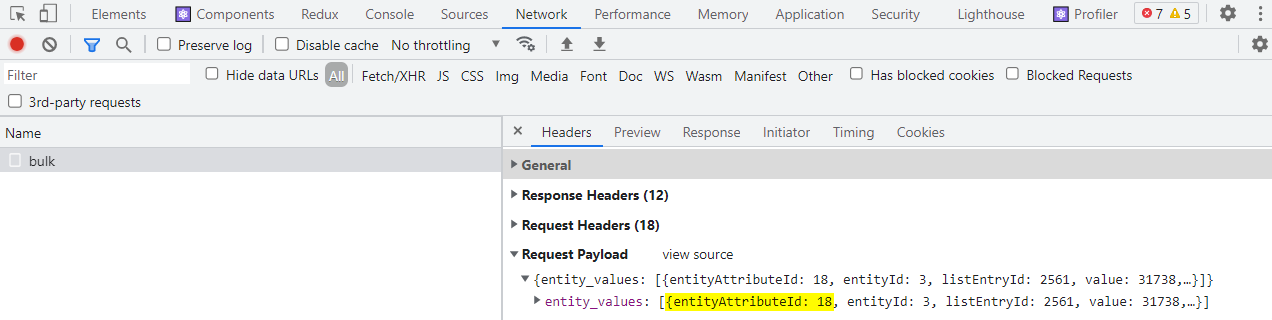 Elements Components Redux Console Sources Network Performance Memory Application Security Lighthouse Profiler 7 5
Preserve log Disable cache No throttling
Filter Hide data URLs All Fetch/XHR JS CSS Img Media Font Doc WS Wasm Manifest Other Has blocked cookies Blocked Requests
3rd-party requests
Name × Headers Preview Response Initiator Timing Cookies
bulk General
Response Headers (12)
Request Headers (18)
Request Payload view source
{entity_values: [{entityAttributeId: 18, entityId: 3, listEntryId: 2561, value: 31738,…}]}
entity_values: [{entityAttributeId: 18, entityId: 3, listEntryId: 2561, value: 31738,…}]